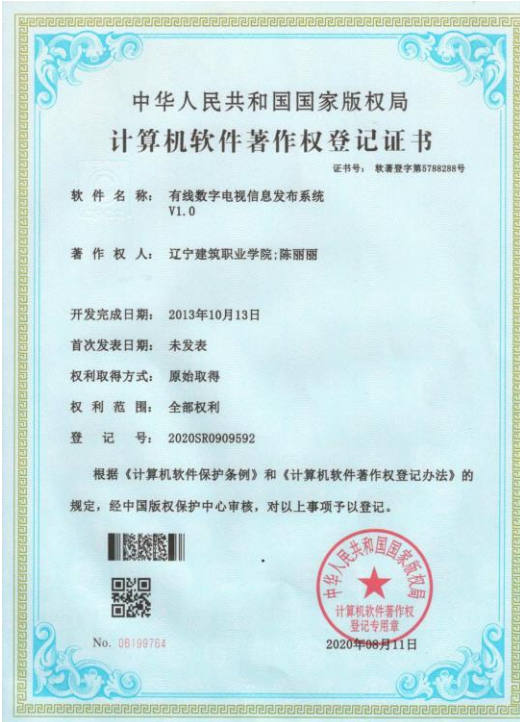 中华人民共和国国家版权局
计算机软件著作权登记证书
证书号： 软著登字第5788288号
软件名称： 有线数字电视信息发布系统
V1.0
著作权人： 辽宁建筑职业学院;陈丽丽
开发完成日期： 2013年10月13日
首次发表日期： 未发表
权利取得方式： 原始取得
权利范围： 全部权利
登记号： 2020SR0909592
根据《计算机软件保护条例》和《计算机软件著作权登记办法》的
规定，经中国版权保护中心审核，对以上事项予以登记。
中华人民共和国国家版权局
计算机软件著作权
登记专用章
No. 06199764
2020年08月11日